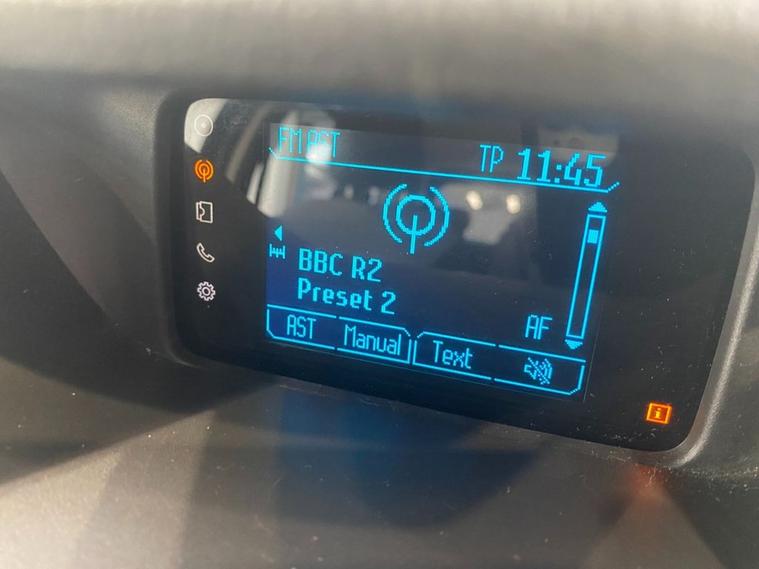 FM AST
TP 11:45
BBC R2
Preset 2
AF
AST Manual Text
i